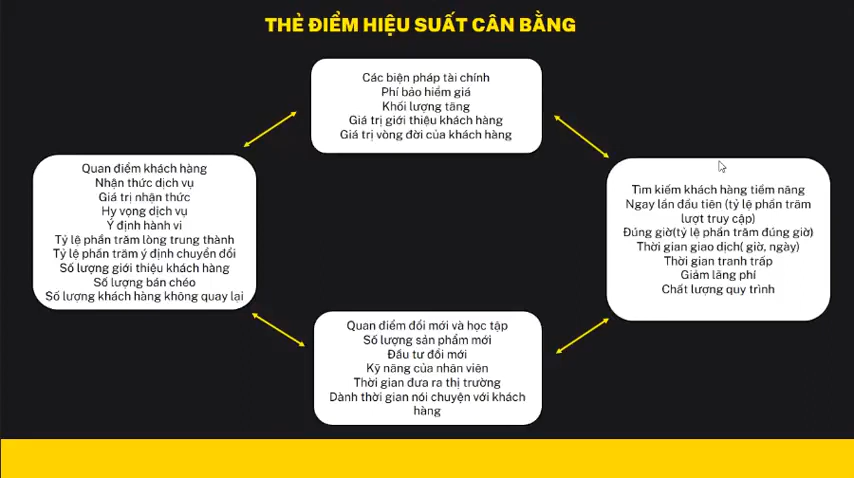 THẺ ĐIỂM HIỆU SUẤT CÂN BẰNG
Các biện pháp tài chính
Phí bảo hiểm giá
Khối lượng tăng
Giá trị giới thiệu khách hàng
Giá trị vòng đời của khách hàng
Quan điểm khách hàng
Nhận thức dịch vụ
Giá trị nhận thức
Hy vọng dịch vụ
Ý định hành vi
Tỷ lệ phần trăm lòng trung thành
Tỷ lệ phần trăm ý định chuyển đổi
Số lượng giới thiệu khách hàng
Số lượng bán chéo
Số lượng khách hàng không quay lại
Tìm kiếm khách hàng tiềm năng
Ngay lần đầu tiên (tỷ lệ phần trăm
lượt truy cập)
Đúng giờ(tỷ lệ phần trăm đúng giờ)
Thời gian giao dịch( giờ, ngày)
Thời gian tranh trấp
Giảm lãng phí
Chất lượng quy trình
Quan điểm đổi mới và học tập
Số lượng sản phẩm mới
Đầu tư đổi mới
Kỹ năng của nhân viên
Thời gian đưa ra thị trường
Dành thời gian nói chuyện với khách
hàng